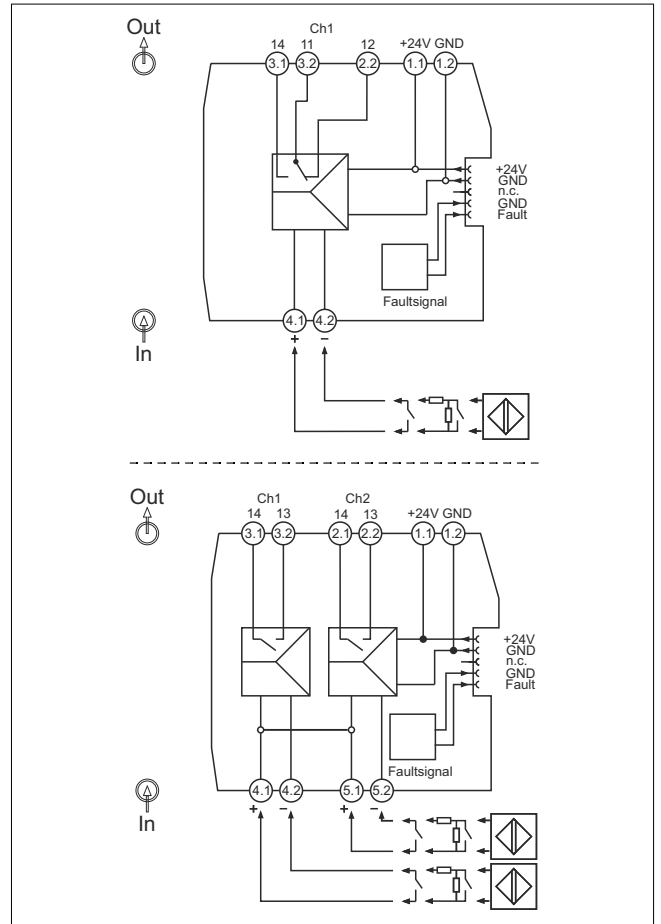 Out
Ch1
14 11 12 +24V GND
3.1 3.2 2.2 1.1 1.2
+24V
GND
n.c.
GND
Fault
Faultsignal
4.1 4.2
+ −
In
Out
Ch1 Ch2
14 13 14 13 +24V GND
3.1 3.2 2.1 2.2 1.1 1.2
+24V
GND
n.c.
GND
Fault
Faultsignal
4.1 4.2 5.1 5.2
+ − + −
In